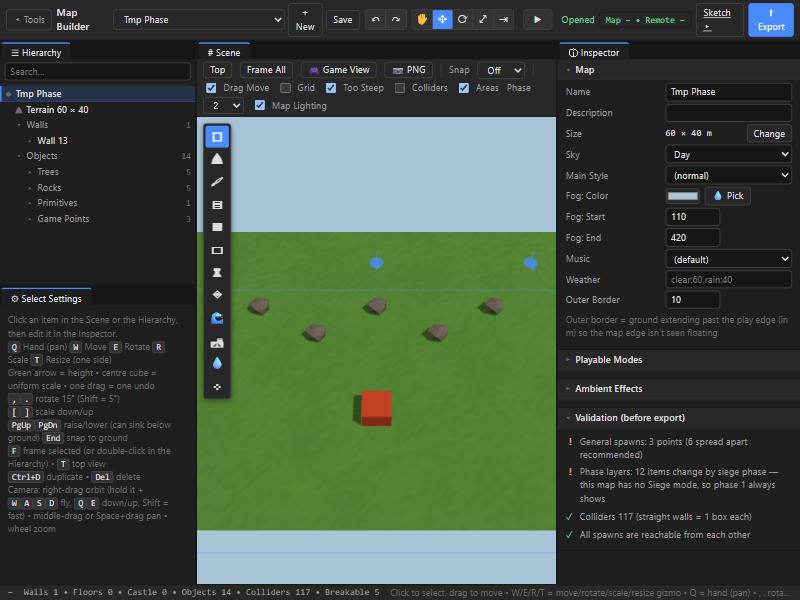 < Tools
Map Builder
Tmp Phase
+ New
Save
Opened
Map - • Remote -
Sketch
⬆ Export
☰ Hierarchy
Search...
Tmp Phase
Terrain 60 × 40
Walls 1
Wall 13
Objects 14
Trees 5
Rocks 5
Primitives 1
Game Points 3
⚙ Select Settings
Click an item in the Scene or the Hierarchy, then edit it in the Inspector.
Q Hand (pan) W Move E Rotate R
Scale T Resize (one side)
Green arrow = height • centre cube =
uniform scale • one drag = one undo
, . rotate 15° (Shift = 5°)
[ ] scale down/up
PgUp PgDn raise/lower (can sink below
ground) End snap to ground
F frame selected (or double-click in the
Hierarchy) • T top view
Ctrl+D duplicate • Del delete
Camera: right-drag orbit (hold it +
W A S D fly, Q E down/up, Shift =
fast) • middle-drag or Space+drag pan •
wheel zoom
# Scene
Top
Frame All
Game View
PNG
Snap
Off
Drag Move
Grid
Too Steep
Colliders
Areas
Phase
2
Map Lighting
ⓘ Inspector
Map
Name Tmp Phase
Description
Size 60 × 40 m Change
Sky Day
Main Style (normal)
Fog: Color Pick
Fog: Start 110
Fog: End 420
Music (default)
Weather clear:60,rain:40
Outer Border 10
Outer border = ground extending past the play edge (in
m) so the map edge isn't seen floating
Playable Modes
Ambient Effects
Validation (before export)
! General spawns: 3 points (6 spread apart
recommended)
! Phase layers: 12 items change by siege phase —
this map has no Siege mode, so phase 1 always
shows
✓ Colliders 117 (straight walls = 1 box each)
✓ All spawns are reachable from each other
– Walls 1 • Floors 0 • Castle 0 • Objects 14 • Colliders 117 • Breakable 5
Click to select, drag to move • W/E/R/T = move/rotate/scale/resize gizmo • Q = hand (pan) • , . rota...